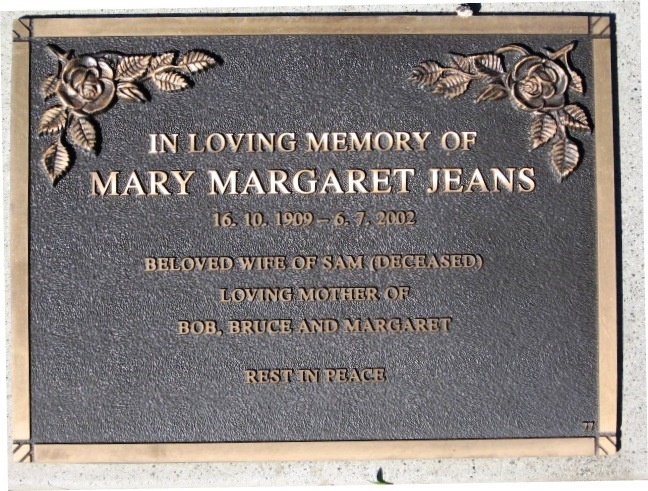 IN LOVING MEMORY OF
MARY MARGARET JEANS
16. 10. 1909 – 6. 7. 2002
BELOVED WIFE OF SAM (DECEASED)
LOVING MOTHER OF
BOB, BRUCE AND MARGARET
REST IN PEACE
77